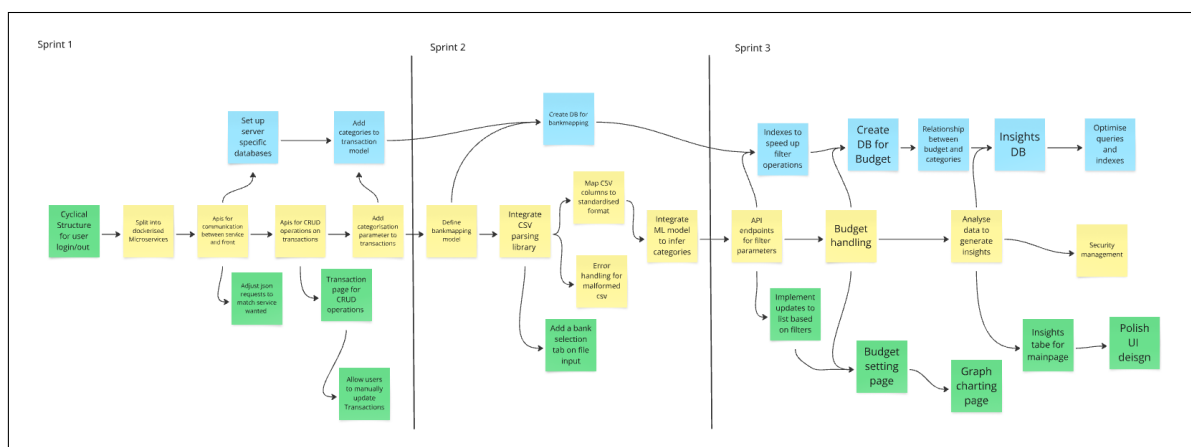 Sprint 1
Sprint 2
Sprint 3
Set up
server
specific
databases
Add
categories to
transaction
model
Create DB for
bankmapping
Indexes to
speed up
filter
operations
Create
DB for
Budget
Relationship
between
budget and
categories
Insights
DB
Optimise
queries and
indexes
Cyclical
Structure
for user
login/out
Split into
dockerised
Microservices
Apis for
communication
between service
and front
Apis for CRUD
operations on
transactions
Add
categorisation
parameter to
transactions
Define
bankmapping
model
Integrate
CSV
parsing
library
Map CSV
columns to
standardised
format
Error
handling for
malformed
csv
Integrate
ML model
to infer
categories
API
endpoints
for filter
parameters
Budget
handling
Analyse
data to
generate
insights
Security
management
Adjust json
requests to
match service
wanted
Transaction
page for
CRUD
operations
Allow users
to manually
update
Transactions
Add a bank
selection
tab on file
input
Implement
updates to
list based
on filters
Budget
setting
page
Graph
charting
page
Insights
tabe for
mainpage
Polish
UI
deisgn